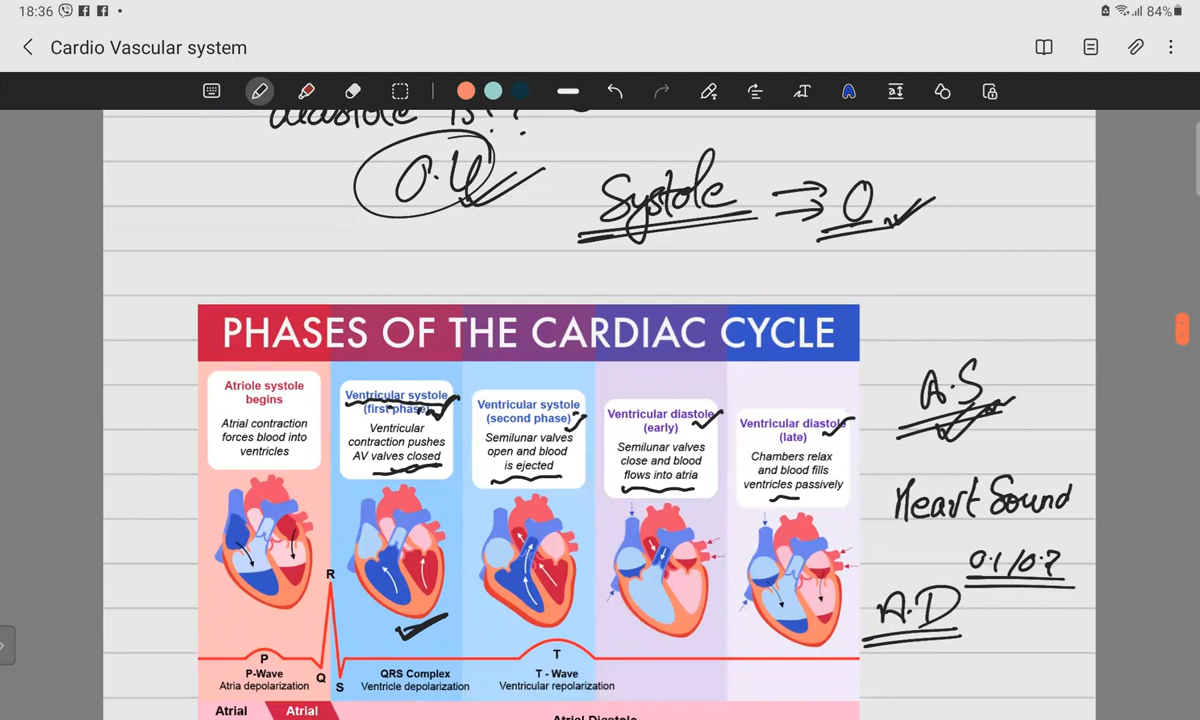 18:36
84%
Cardio Vascular system
diastole is??
0.4
Systole ⇒ 0
PHASES OF THE CARDIAC CYCLE
Atriole systole
begins
Atrial contraction
forces blood into
ventricles
Ventricular systole
(first phase)
Ventricular
contraction pushes
AV valves closed
Ventricular systole
(second phase)
Semilunar valves
open and blood
is ejected
Ventricular diastole
(early)
Semilunar valves
close and blood
flows into atria
Ventricular diastole
(late)
Chambers relax
and blood fills
ventricles passively
A.S
Heart Sound
A.D
R
P
Q
S
T
P-Wave
Atria depolarization
QRS Complex
Ventricle depolarization
T - Wave
Ventricular repolarization
Atrial
Atrial
Atrial Diastole